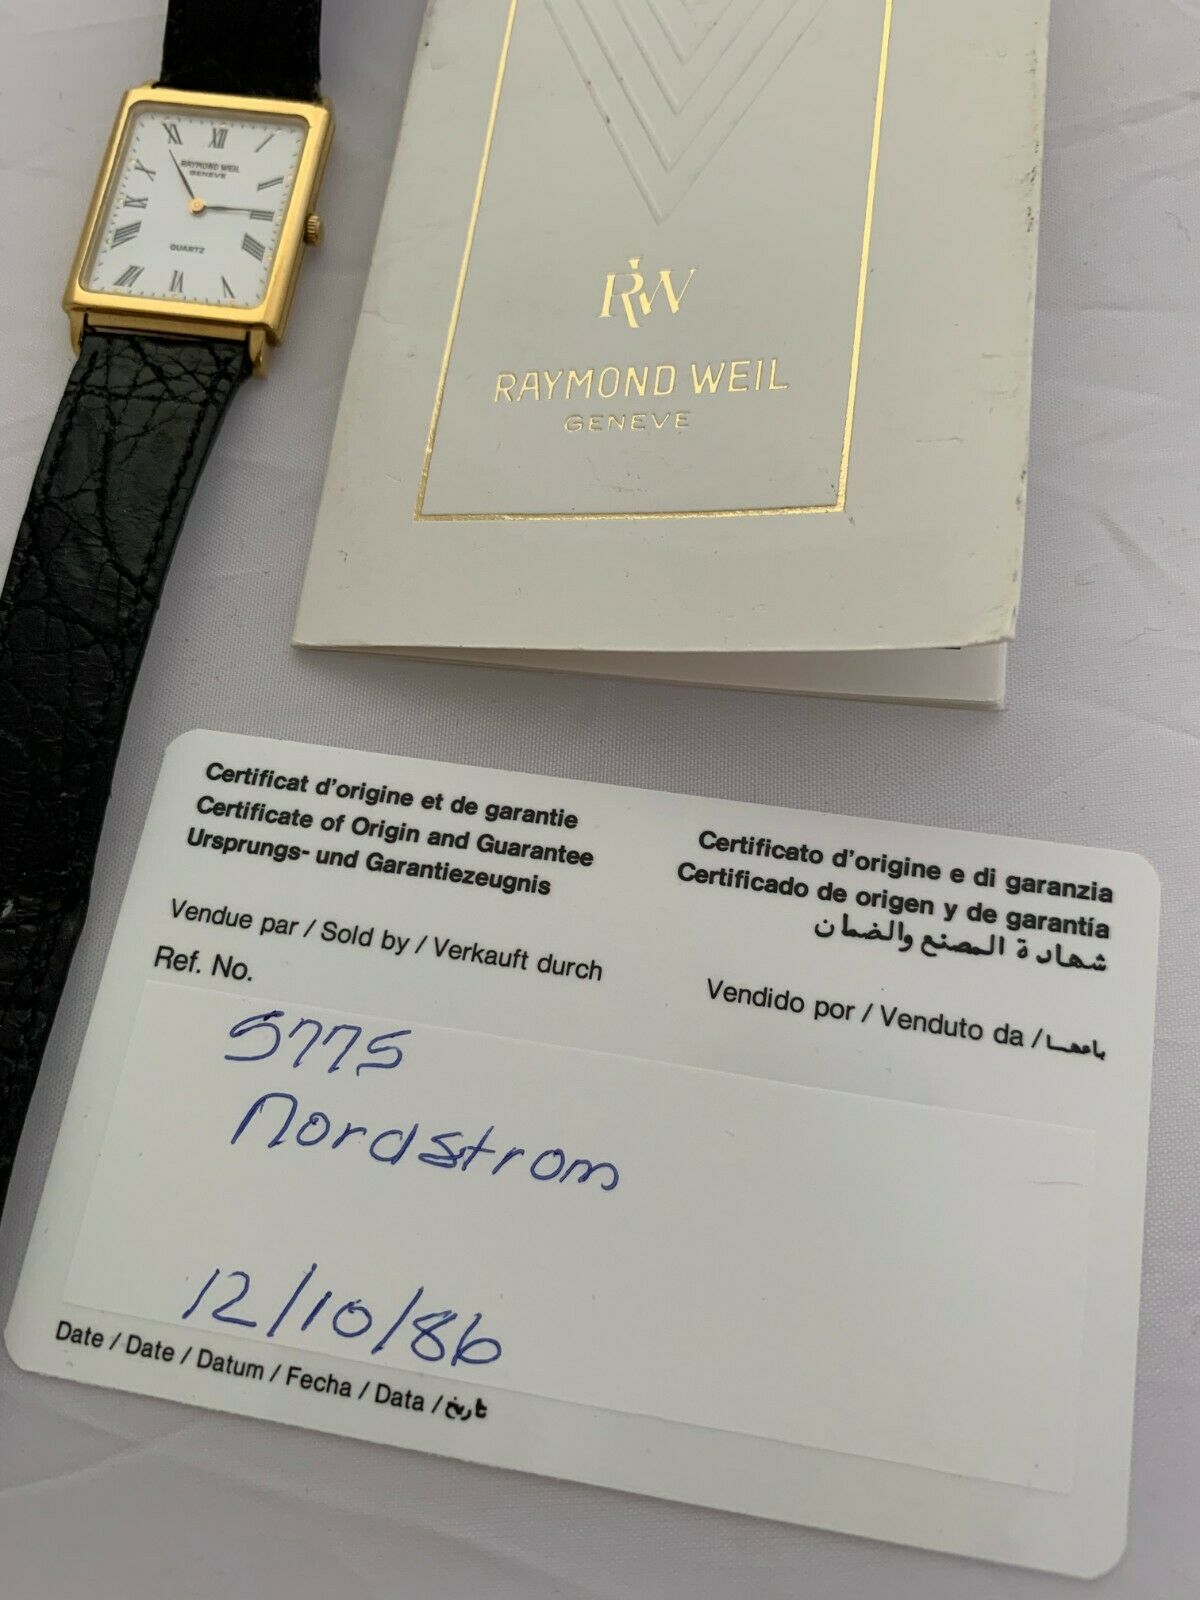 XII
RAYMOND WEIL
GENEVE
QUARTZ
RW
RAYMOND WEIL
GENEVE
Certificat d'origine et de garantie
Certificate of Origin and Guarantee
Ursprungs- und Garantiezeugnis
Certificato d'origine e di garanzia
Certificado de origen y de garantía
شهادة المصنع والضمان
Vendue par / Sold by / Verkauft durch
Vendido por / Venduto da /
Ref. No.
5775
nordstrom
12/10/86
Date / Date / Datum / Fecha / Data / تاريخ